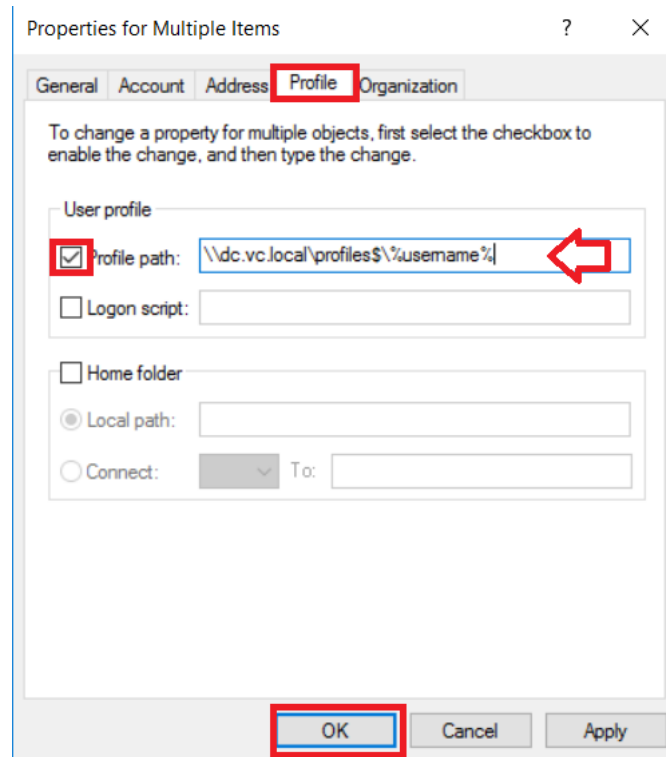 Properties for Multiple Items ?
General Account Address Profile Organization
To change a property for multiple objects, first select the checkbox to
enable the change, and then type the change.
User profile
Profile path: \\dc.vc.local\profiles$\%username%
Logon script:
Home folder
Local path:
Connect: To:
OK Cancel Apply